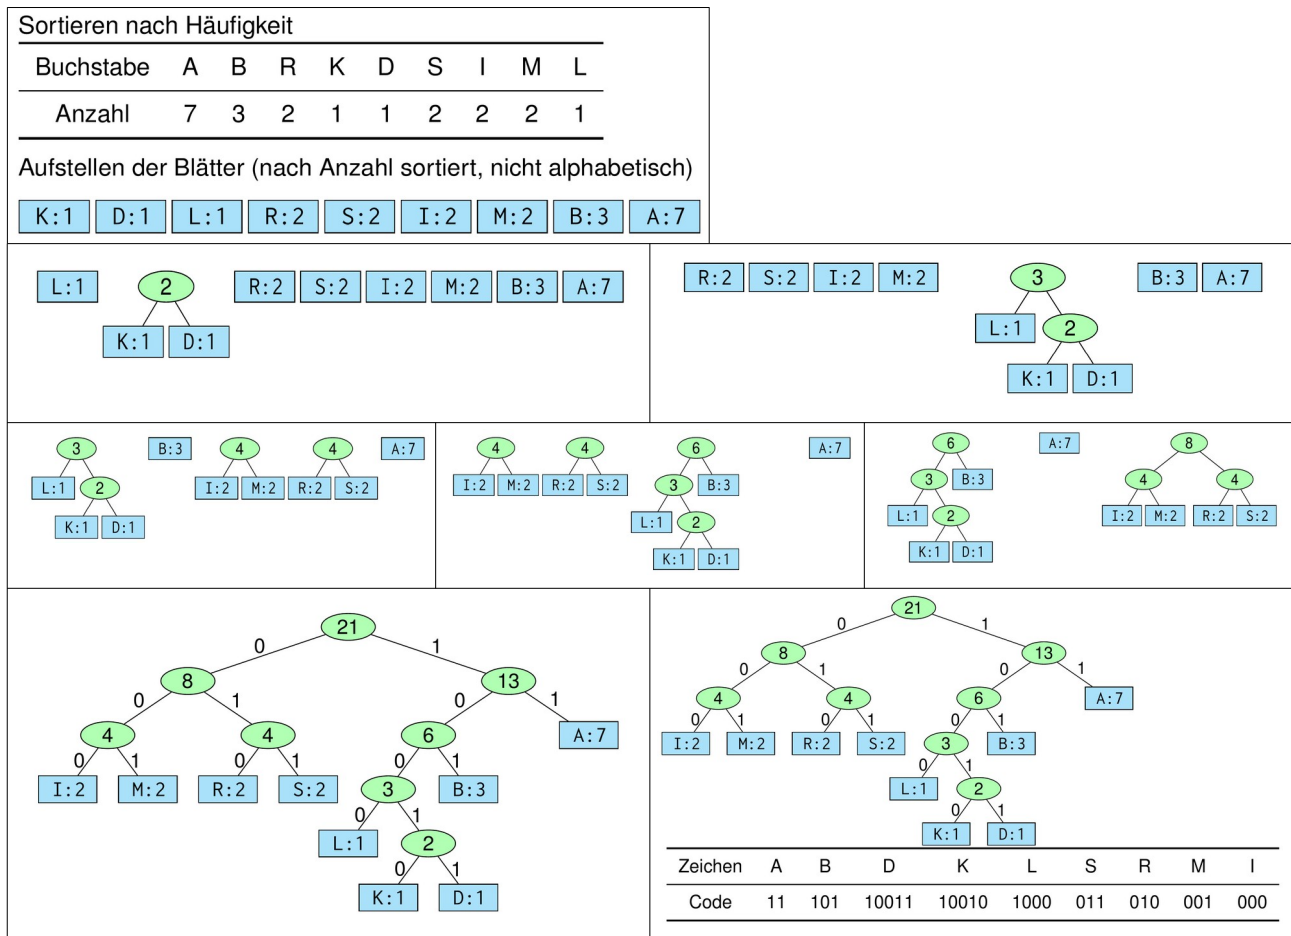 Sortieren nach Häufigkeit
Buchstabe A B R K D S I M L
Anzahl 7 3 2 1 1 2 2 2 1
Aufstellen der Blätter (nach Anzahl sortiert, nicht alphabetisch)
K:1 D:1 L:1 R:2 S:2 I:2 M:2 B:3 A:7
L:1 2 R:2 S:2 I:2 M:2 B:3 A:7
K:1 D:1
R:2 S:2 I:2 M:2 3 B:3 A:7
L:1 2
K:1 D:1
3 B:3 4 4 A:7
L:1 2 I:2 M:2 R:2 S:2
K:1 D:1
4 4 6 A:7
I:2 M:2 R:2 S:2 3 B:3
L:1 2
K:1 D:1
6 A:7 8
3 B:3 4 4
L:1 2 I:2 M:2 R:2 S:2
K:1 D:1
21
0 1
8 13
0 1 0 1
4 4 6 A:7
0 1 0 1 0 1
I:2 M:2 R:2 S:2 3 B:3
0 1
L:1 2
0 1
K:1 D:1
21
0 1
8 13
0 1 0 1
4 4 6 A:7
0 1 0 1 0 1
I:2 M:2 R:2 S:2 3 B:3
0 1
L:1 2
0 1
K:1 D:1
Zeichen A B D K L S R M I
Code 11 101 10011 10010 1000 011 010 001 000